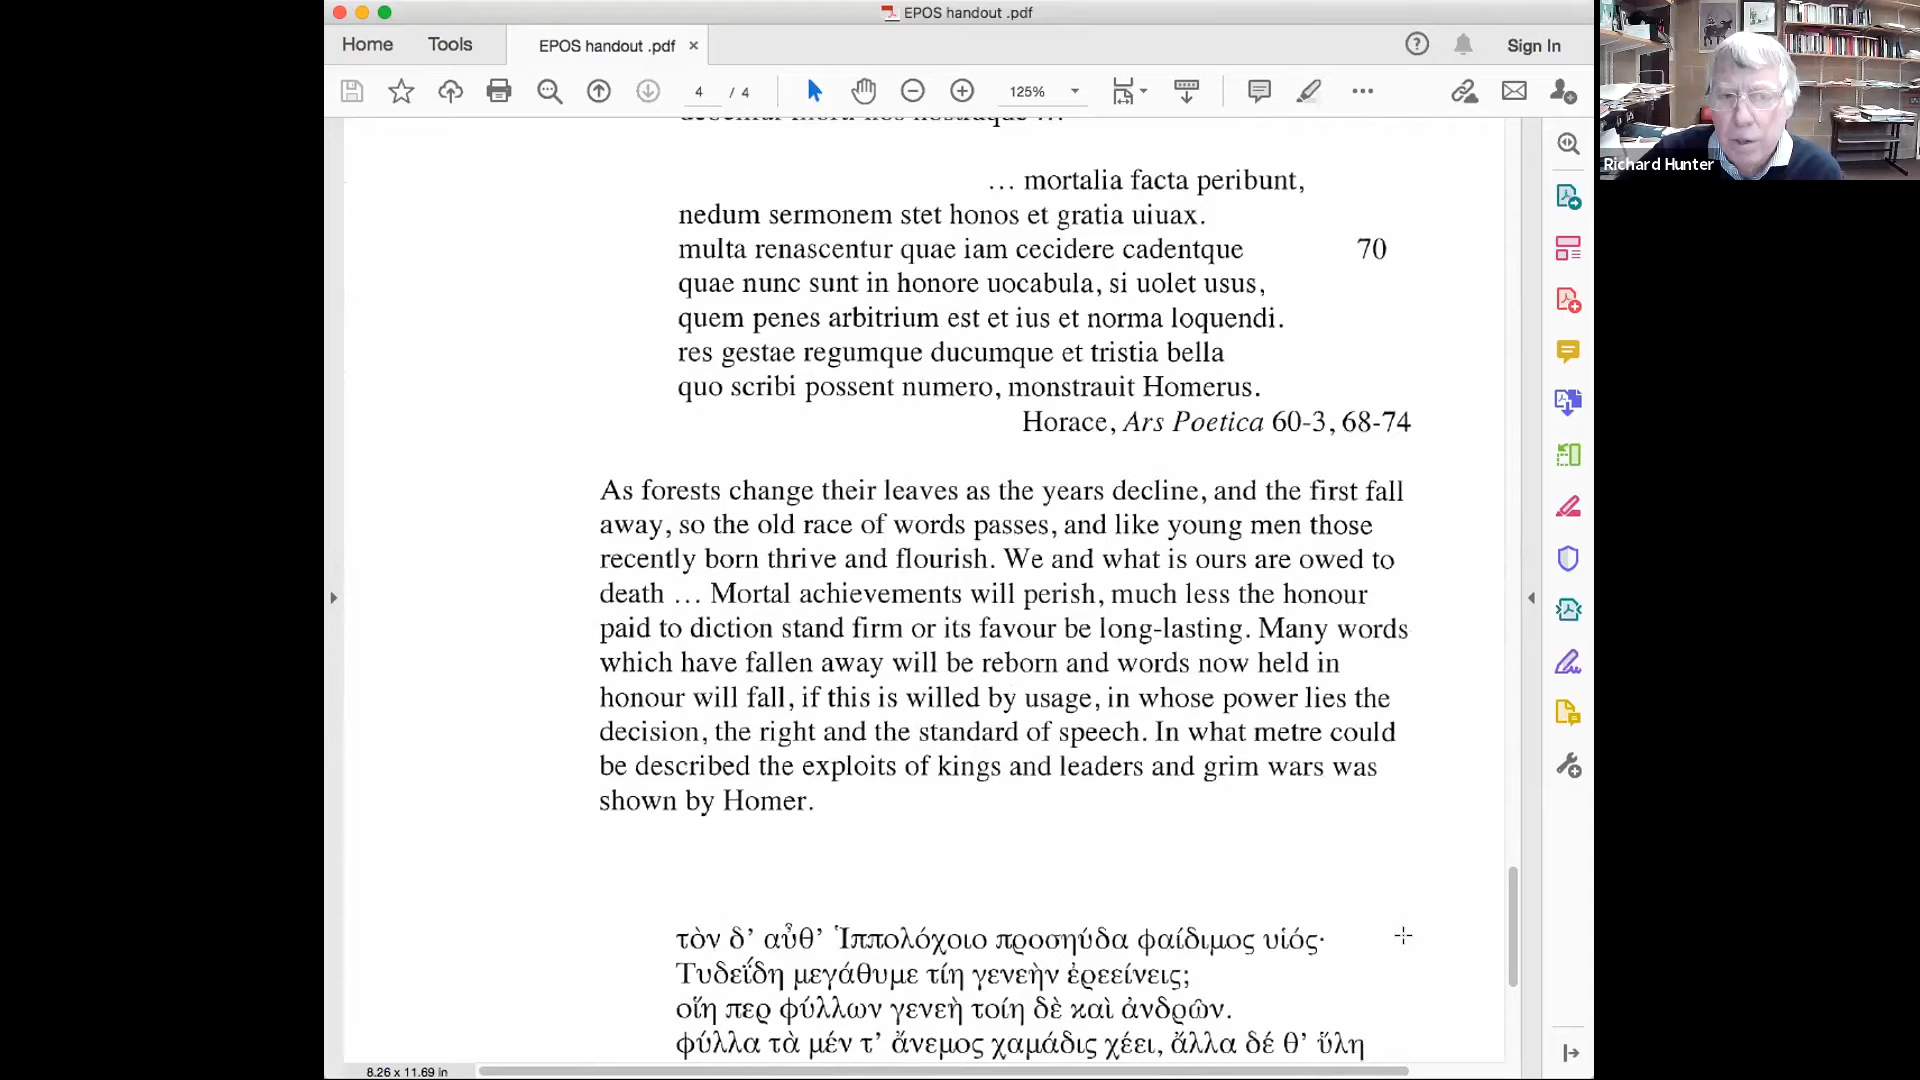 EPOS handout .pdf
Home
Tools
EPOS handout .pdf
Sign In
4 / 4
125%
Richard Hunter
… mortalia facta peribunt,
nedum sermonem stet honos et gratia uiuax.
multa renascentur quae iam cecidere cadentque 70
quae nunc sunt in honore uocabula, si uolet usus,
quem penes arbitrium est et ius et norma loquendi.
res gestae regumque ducumque et tristia bella
quo scribi possent numero, monstrauit Homerus.
Horace, Ars Poetica 60-3, 68-74
As forests change their leaves as the years decline, and the first fall
away, so the old race of words passes, and like young men those
recently born thrive and flourish. We and what is ours are owed to
death … Mortal achievements will perish, much less the honour
paid to diction stand firm or its favour be long-lasting. Many words
which have fallen away will be reborn and words now held in
honour will fall, if this is willed by usage, in whose power lies the
decision, the right and the standard of speech. In what metre could
be described the exploits of kings and leaders and grim wars was
shown by Homer.
τὸν δ’ αὖθ’ Ἱππολόχοιο προσηύδα φαίδιμος υἱός·
Τυδεΐδη μεγάθυμε τίη γενεὴν ἐρεείνεις;
οἵη περ φύλλων γενεὴ τοίη δὲ καὶ ἀνδρῶν.
φύλλα τὰ μέν τ’ ἄνεμος χαμάδις χέει, ἄλλα δέ θ’ ὕλη
8.26 x 11.69 in